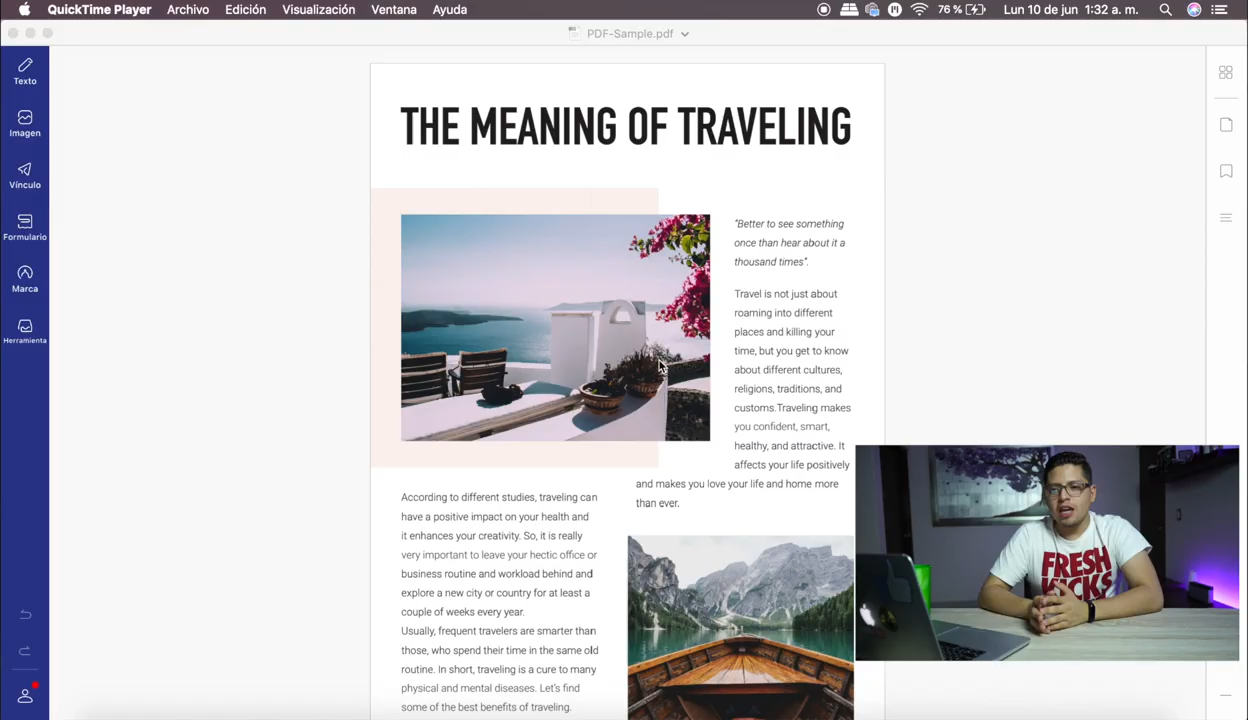 QuickTime Player Archivo Edición Visualización Ventana Ayuda 76 % Lun 10 de jun 1:32 a. m.
PDF-Sample.pdf
Texto
Imagen
Vínculo
Formulario
Marca
Herramienta
THE MEANING OF TRAVELING
“Better to see something
once than hear about it a
thousand times”.
Travel is not just about
roaming into different
places and killing your
time, but you get to know
about different cultures,
religions, traditions, and
customs.Traveling makes
you confident, smart,
healthy, and attractive. It
affects your life positively
and makes you love your life and home more
than ever.
According to different studies, traveling can
have a positive impact on your health and
it enhances your creativity. So, it is really
very important to leave your hectic office or
business routine and workload behind and
explore a new city or country for at least a
couple of weeks every year.
Usually, frequent travelers are smarter than
those, who spend their time in the same old
routine. In short, traveling is a cure to many
physical and mental diseases. Let's find
some of the best benefits of traveling.
FRESH
KICKS